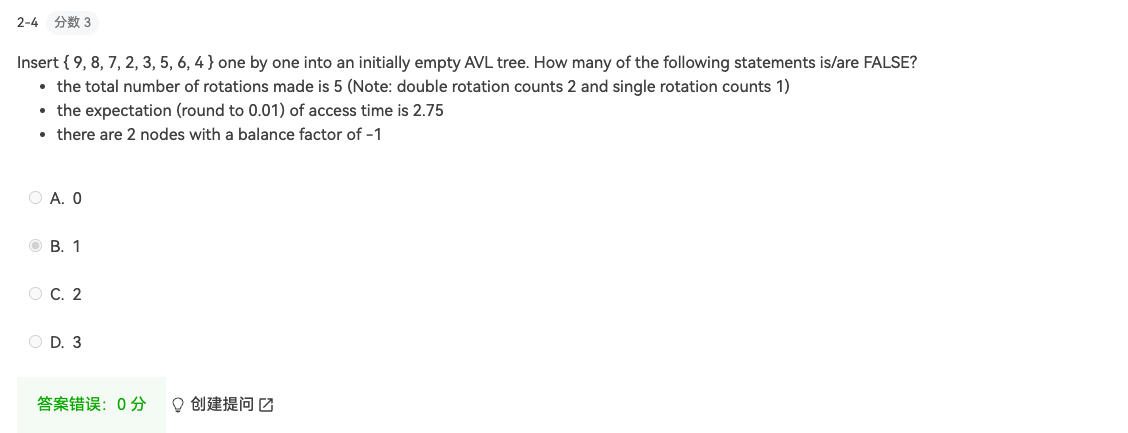 2-4 分数 3
Insert { 9, 8, 7, 2, 3, 5, 6, 4 } one by one into an initially empty AVL tree. How many of the following statements is/are FALSE?
• the total number of rotations made is 5 (Note: double rotation counts 2 and single rotation counts 1)
• the expectation (round to 0.01) of access time is 2.75
• there are 2 nodes with a balance factor of -1
A. 0
B. 1
C. 2
D. 3
答案错误：0 分 创建提问